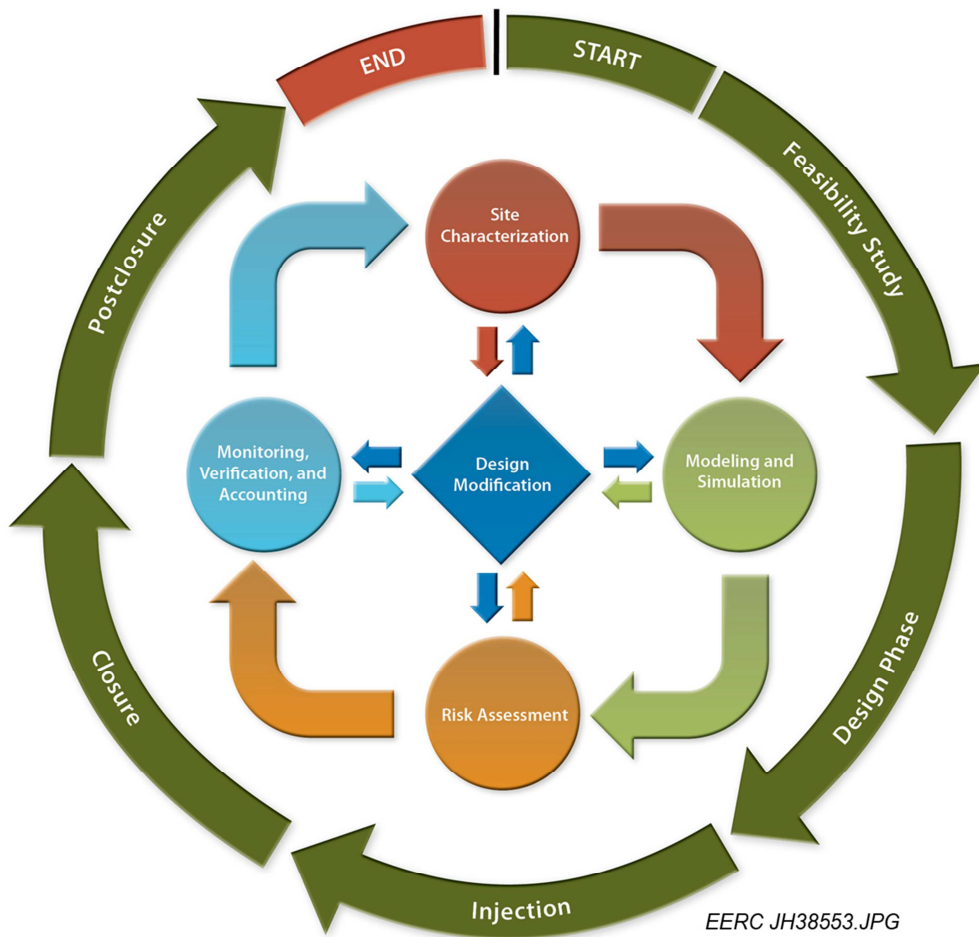 END
START
Feasibility Study
Site
Characterization
Postclosure
Monitoring,
Verification, and
Accounting
Design
Modification
Modeling and
Simulation
Risk Assessment
Design Phase
Closure
Injection
EERC JH38553.JPG